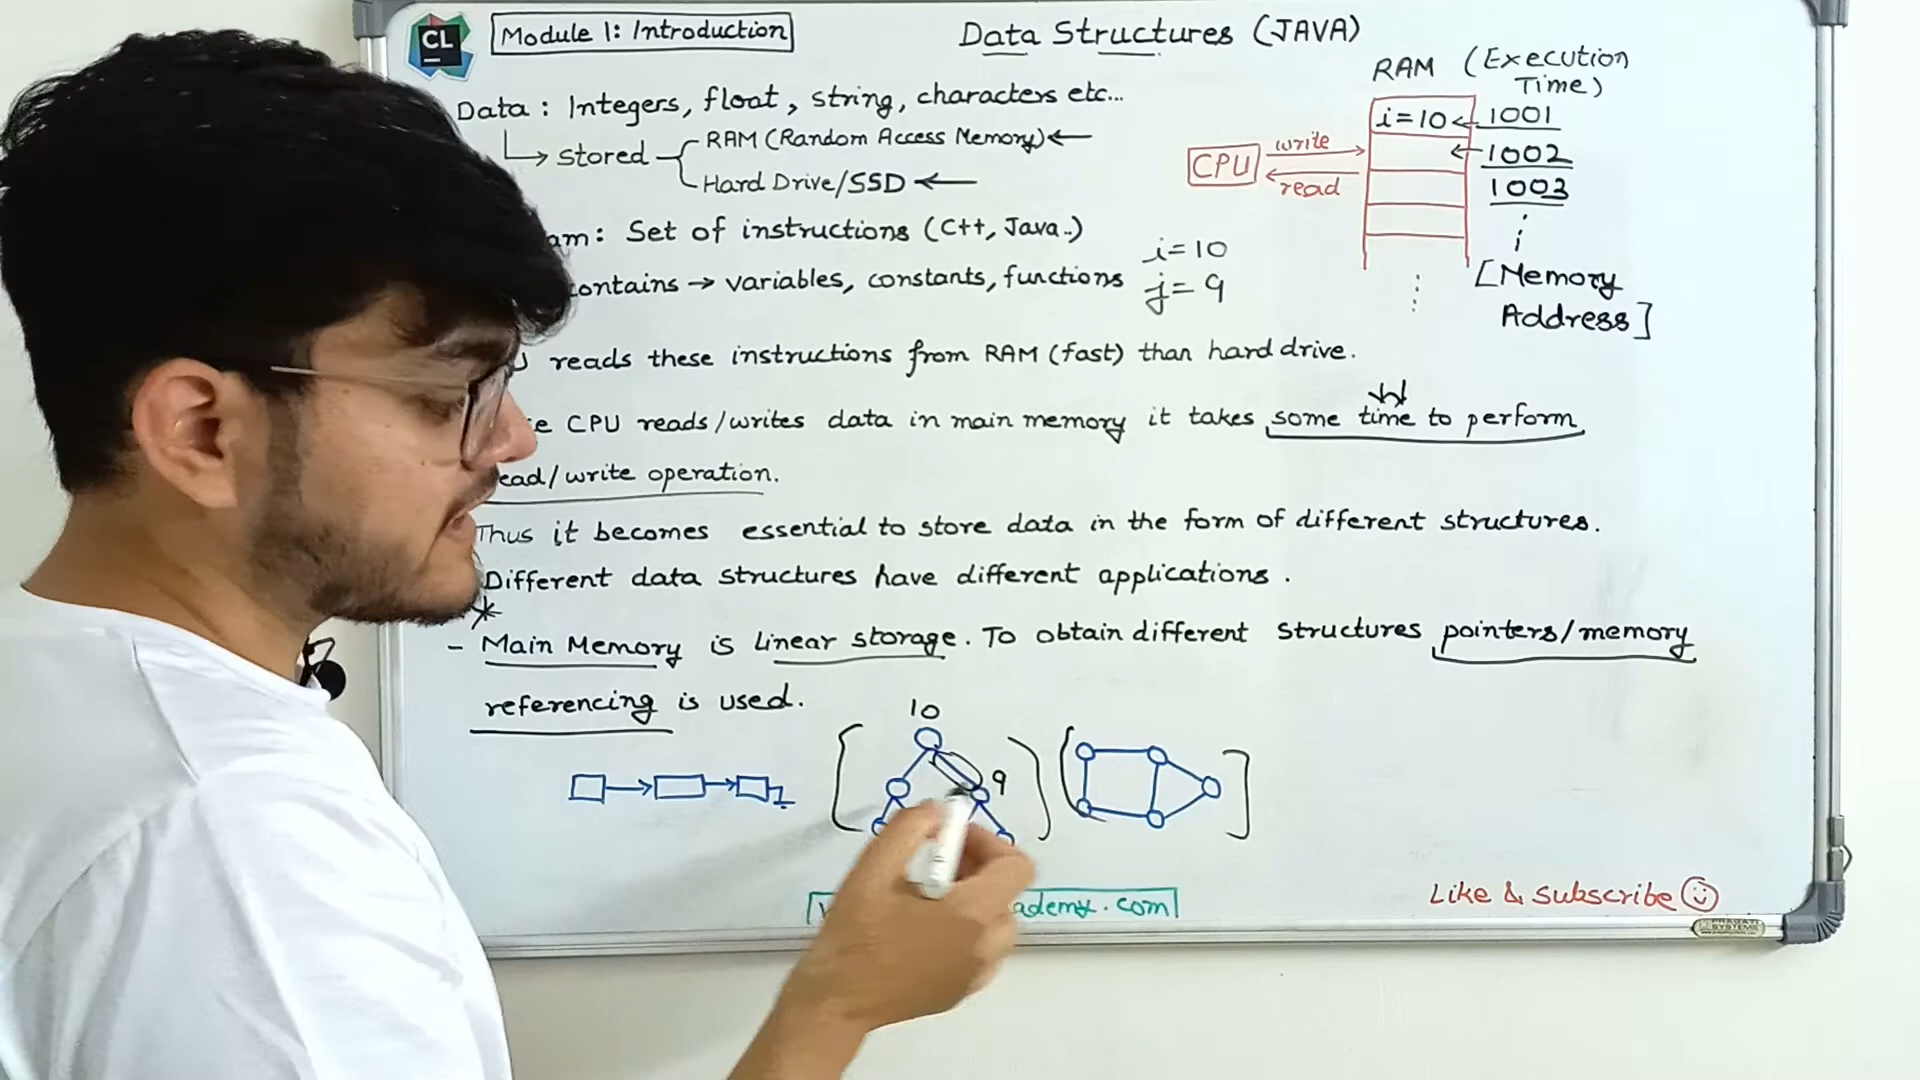 CL
Module 1: Introduction
Data Structures (JAVA)
Data : Integers, float, string, characters etc...
stored
RAM (Random Access Memory)
Hard Drive/SSD
am: Set of instructions (C++, Java..)
contains → variables, constants, functions
i=10
j=9
RAM (Execution
Time)
i=10
1001
1002
1003
CPU
write
read
[Memory
Address]
reads these instructions from RAM (fast) than hard drive.
e CPU reads/writes data in main memory it takes some time to perform
ead/write operation.
Thus it becomes essential to store data in the form of different structures.
Different data structures have different applications.
- Main Memory is linear storage. To obtain different structures pointers/memory
referencing is used.
10
9
ademy.com
Like & Subscribe
PRAGATI
SYSTEMS